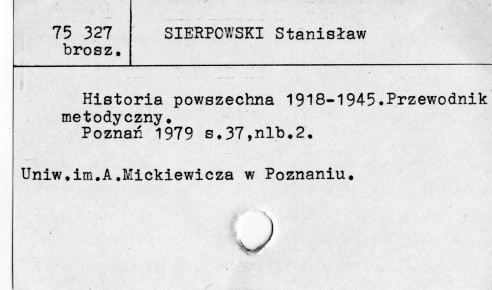 75 327
brosz.
SIERPOWSKI Stanisław
Historia powszechna 1918-1945.Przewodnik
metodyczny.
Poznań 1979 s.37,nlb.2.
Uniw.im.A.Mickiewicza w Poznaniu.